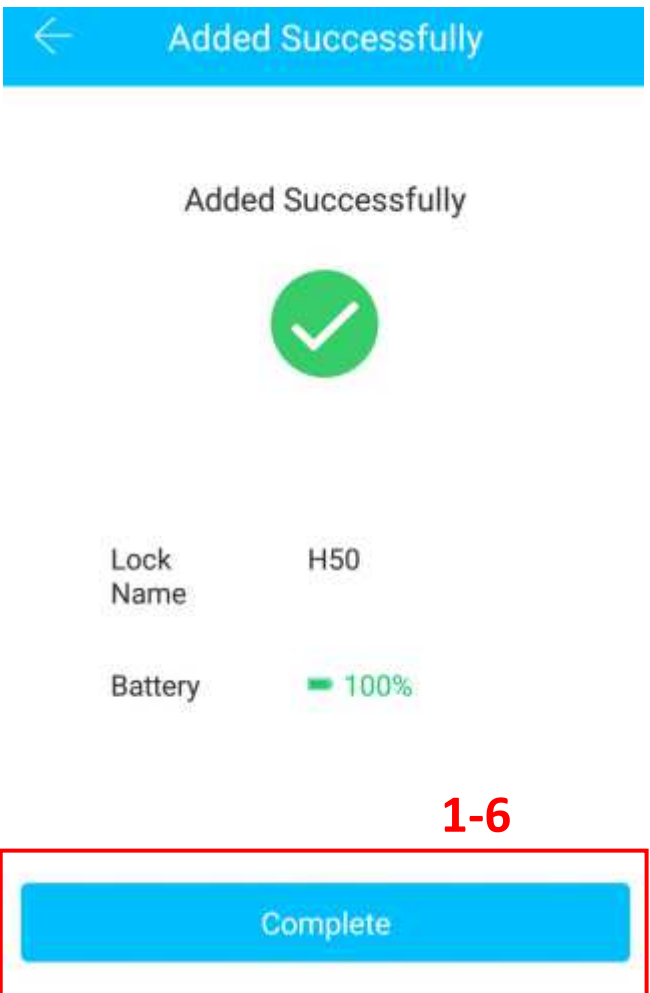 Added Successfully
Added Successfully
Lock H50
Name
Battery 100%
1-6
Complete